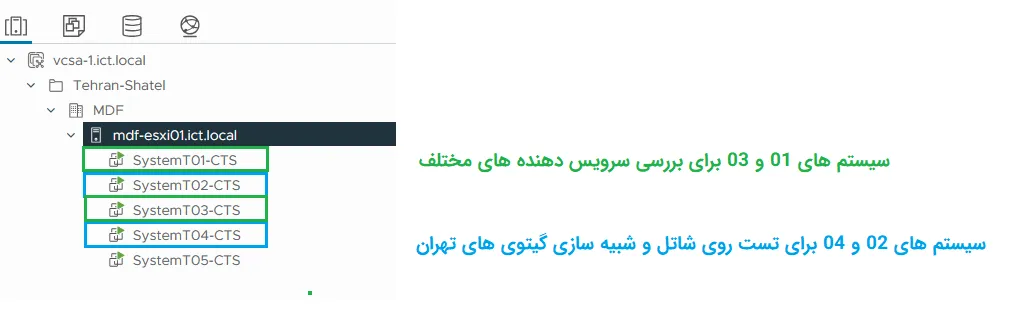 vcsa-1.ict.local
Tehran-Shatel
MDF
mdf-esxi01.ict.local
SystemT01-CTS
SystemT02-CTS
SystemT03-CTS
SystemT04-CTS
SystemT05-CTS
سیستم های 01 و 03 برای بررسی سرویس دهنده های مختلف
سیستم های 02 و 04 برای تست روی شاتل و شبیه سازی گیتوی های تهران